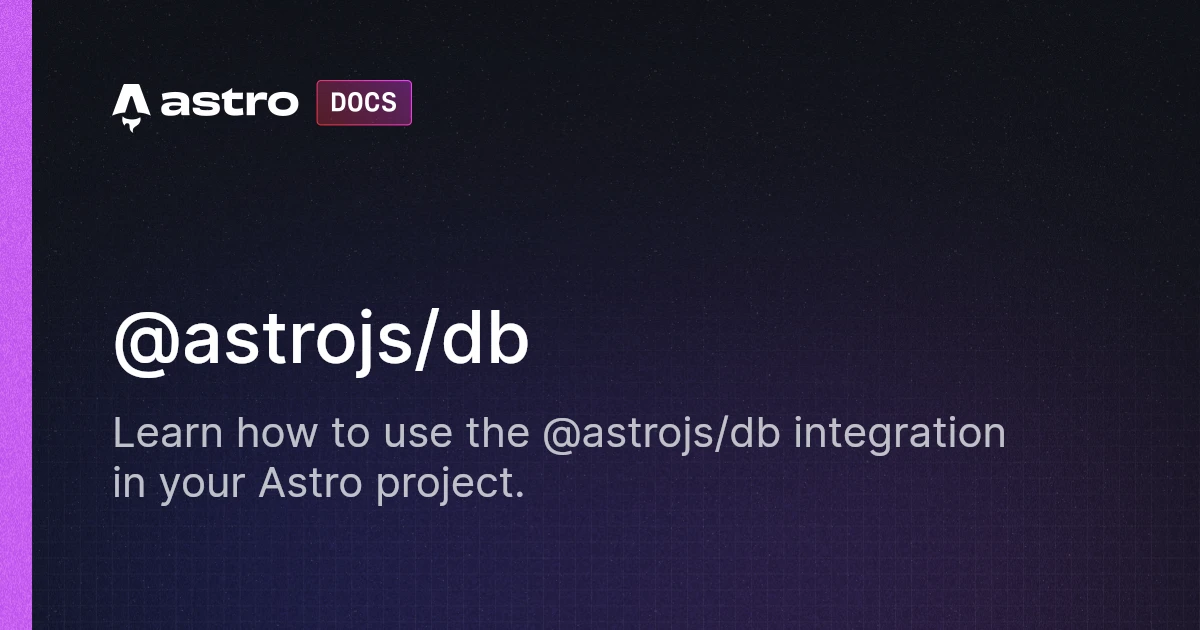 astro DOCS
@astrojs/db
Learn how to use the @astrojs/db integration
in your Astro project.